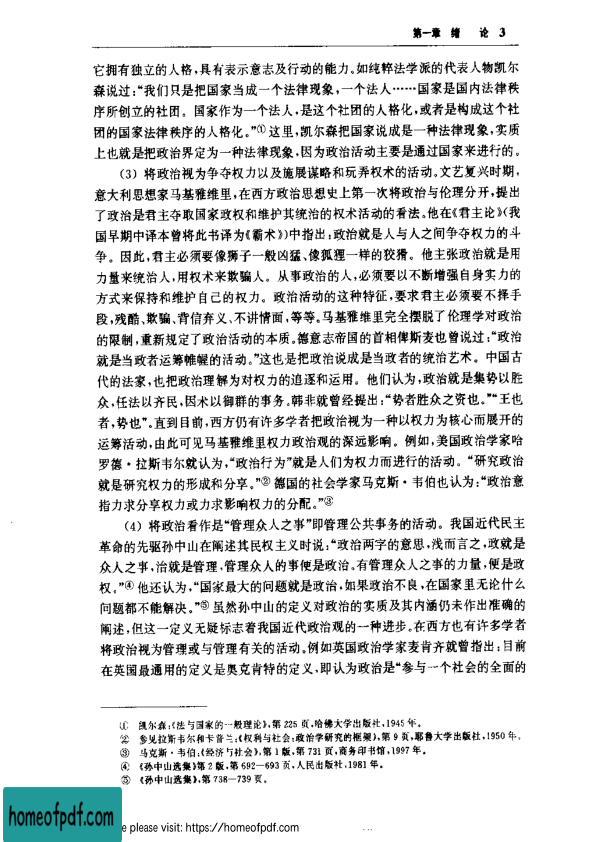 第一章 绪 论 3
它拥有独立的人格,具有表示意志及行动的能力。如纯粹法学派的代表人物凯尔
森说过:“我们只是把国家当成一个法律现象,一个法人……国家是国内法律秩
序所创立的社团。国家作为一个法人,是这个社团的人格化,或者是构成这个社
团的国家法律秩序的人格化。”①这里,凯尔森把国家说成是一种法律现象,实质
上也就是把政治界定为一种法律现象,因为政治活动主要是通过国家来进行的。
(3) 将政治视为争夺权力以及施展谋略和玩弄权术的活动。文艺复兴时期,
意大利思想家马基雅维里,在西方政治思想史上第一次将政治与伦理分开,提出
了政治是君主夺取国家政权和维护其统治的权术活动的看法。他在《君主论》(我
国早期中译本曾将此书译为《霸术》)中指出:政治就是人与人之间争夺权力的斗
争。因此,君主必须要像狮子一般凶猛、像狐狸一样的狡猾。他主张政治就是用
力量来统治人,用权术来欺骗人。从事政治的人,必须要以不断增强自身实力的
方式来保持和维护自己的权力。政治活动的这种特征,要求君主必须要不择手
段,残酷、欺骗、背信弃义、不讲情面,等等。马基雅维里完全摆脱了伦理学对政治
的限制,重新规定了政治活动的本质。德意志帝国的首相俾斯麦也曾说过:“政治
就是当政者运筹帷幄的活动。”这也是把政治说成是当政者的统治艺术。中国古
代的法家,也把政治理解为对权力的追逐和运用。他们认为,政治就是集势以胜
众,任法以齐民,因术以御群的事务。韩非就曾经提出:“势者胜众之资也。”“王也
者,势也”。直到目前,西方仍有许多学者把政治视为一种以权力为核心而展开的
运筹活动,由此可见马基雅维里权力政治观的深远影响。例如,美国政治学家哈
罗德·拉斯韦尔就认为,“政治行为”就是人们为权力而进行的活动。“研究政治
就是研究权力的形成和分享。”②德国的社会学家马克斯·韦伯也认为:“政治意
指力求分享权力或力求影响权力的分配。”③
(4) 将政治看作是“管理众人之事”即管理公共事务的活动。我国近代民主
革命的先驱孙中山在阐述其民权主义时说:“政治两字的意思,浅而言之,政就是
众人之事,治就是管理,管理众人的事便是政治。有管理众人之事的力量,便是政
权。”④他还认为,“国家最大的问题就是政治,如果政治不良,在国家里无论什么
问题都不能解决。”⑤虽然孙中山的定义对政治的实质及其内涵仍未作出准确的
阐述,但这一定义无疑标志着我国近代政治观的一种进步。在西方也有许多学者
将政治视为管理或与管理有关的活动。例如英国政治学家麦肯齐就曾指出:目前
在英国最通用的定义是奥克肯特的定义,即认为政治是“参与一个社会的全面的
① 凯尔森:《法与国家的一般理论》,第 225 页,哈佛大学出版社,1945 年。
② 参见拉斯韦尔和卡普兰:《权利与社会:政治学研究的框架》,第 9 页,耶鲁大学出版社,1950 年。
③ 马克斯·韦伯:《经济与社会》,第 1 版,第 731 页,商务印书馆,1997 年。
④ 《孙中山选集》第 2 版,第 692—693 页,人民出版社,1981 年。
⑤ 《孙中山选集》,第 738—739 页。
homeofpdf.com
e please visit: https://homeofpdf.com